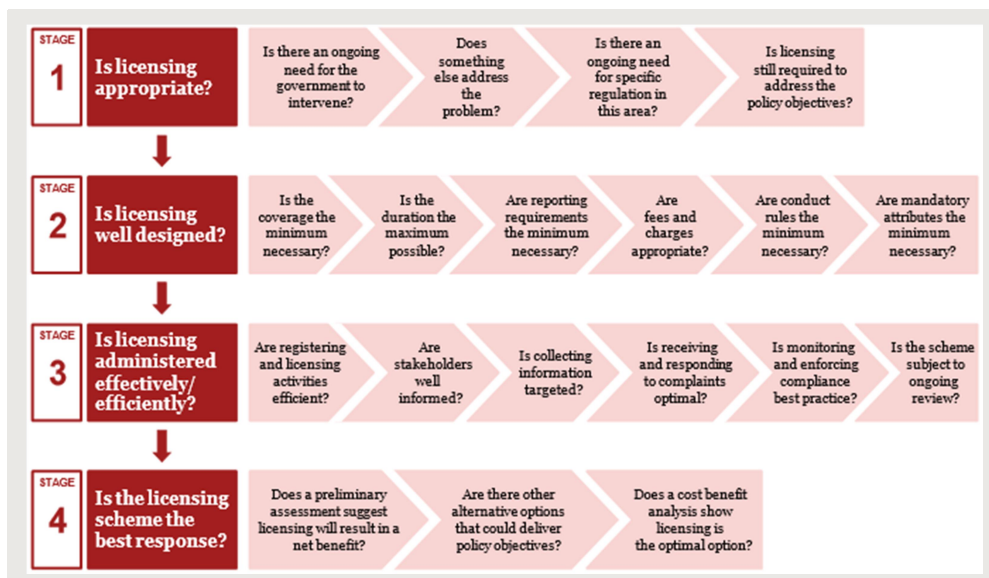 STAGE
1
Is licensing
appropriate?
Is there an ongoing
need for the
government to
intervene?
Does
something
else address
the
problem?
Is there an
ongoing need
for specific
regulation in
this area?
Is licensing
still required to
address the
policy objectives?
STAGE
2
Is licensing
well designed?
Is the
coverage the
minimum
necessary?
Is the
duration the
maximum
possible?
Are reporting
requirements
the minimum
necessary?
Are
fees and
charges
appropriate?
Are conduct
rules the
minimum
necessary?
Are mandatory
attributes the
minimum
necessary?
STAGE
3
Is licensing
administered
effectively/
efficiently?
Are registering
and licensing
activities
efficient?
Are
stakeholders
well
informed?
Is collecting
information
targeted?
Is receiving
and responding
to complaints
optimal?
Is monitoring
and enforcing
compliance
best practice?
Is the scheme
subject to
ongoing
review?
STAGE
4
Is the licensing
scheme the
best response?
Does a preliminary
assessment suggest
licensing will result in a
net benefit?
Are there other
alternative options
that could deliver
policy objectives?
Does a cost benefit
analysis show
licensing is
the optimal option?